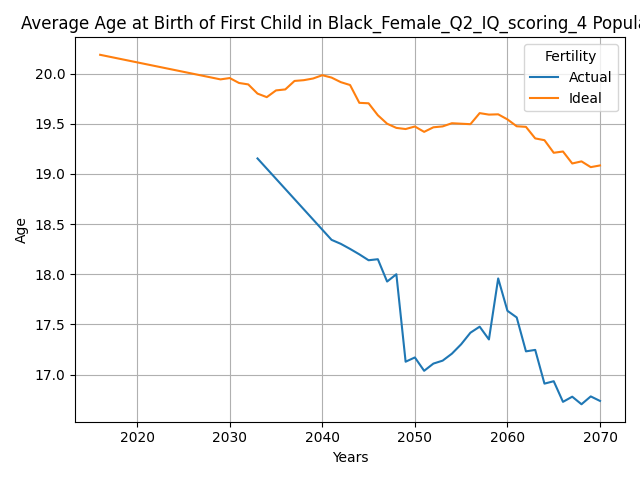 Average Age at Birth of First Child in Black_Female_Q2_IQ_scoring_4 Popula
Fertility
Actual
Ideal
20.0
19.5
19.0
18.5
18.0
17.5
17.0
Age
2020 2030 2040 2050 2060 2070
Years